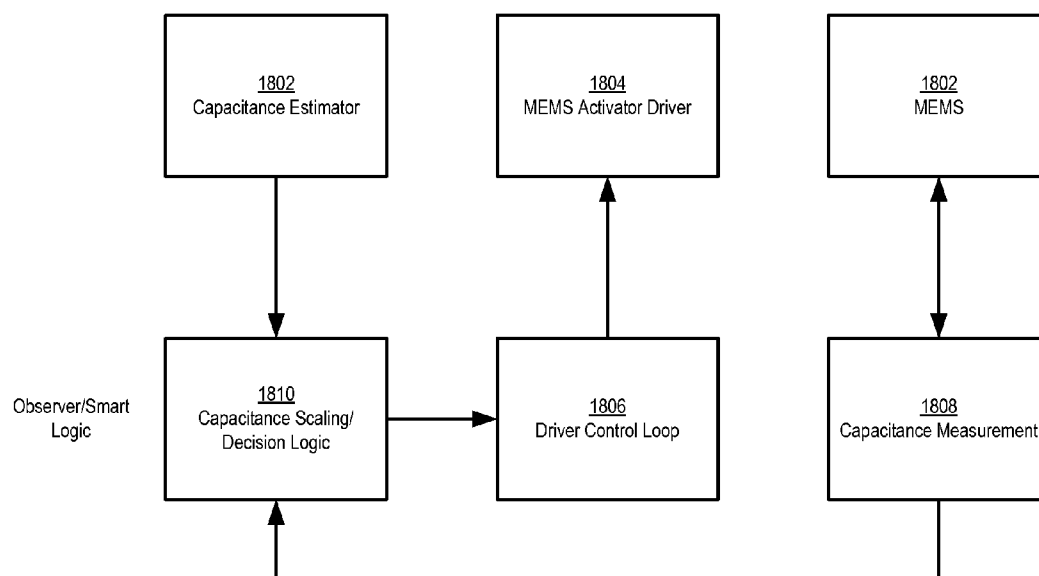 1802
Capacitance Estimator
1804
MEMS Activator Driver
1802
MEMS
Observer/Smart
Logic
1810
Capacitance Scaling/
Decision Logic
1806
Driver Control Loop
1808
Capacitance Measurement